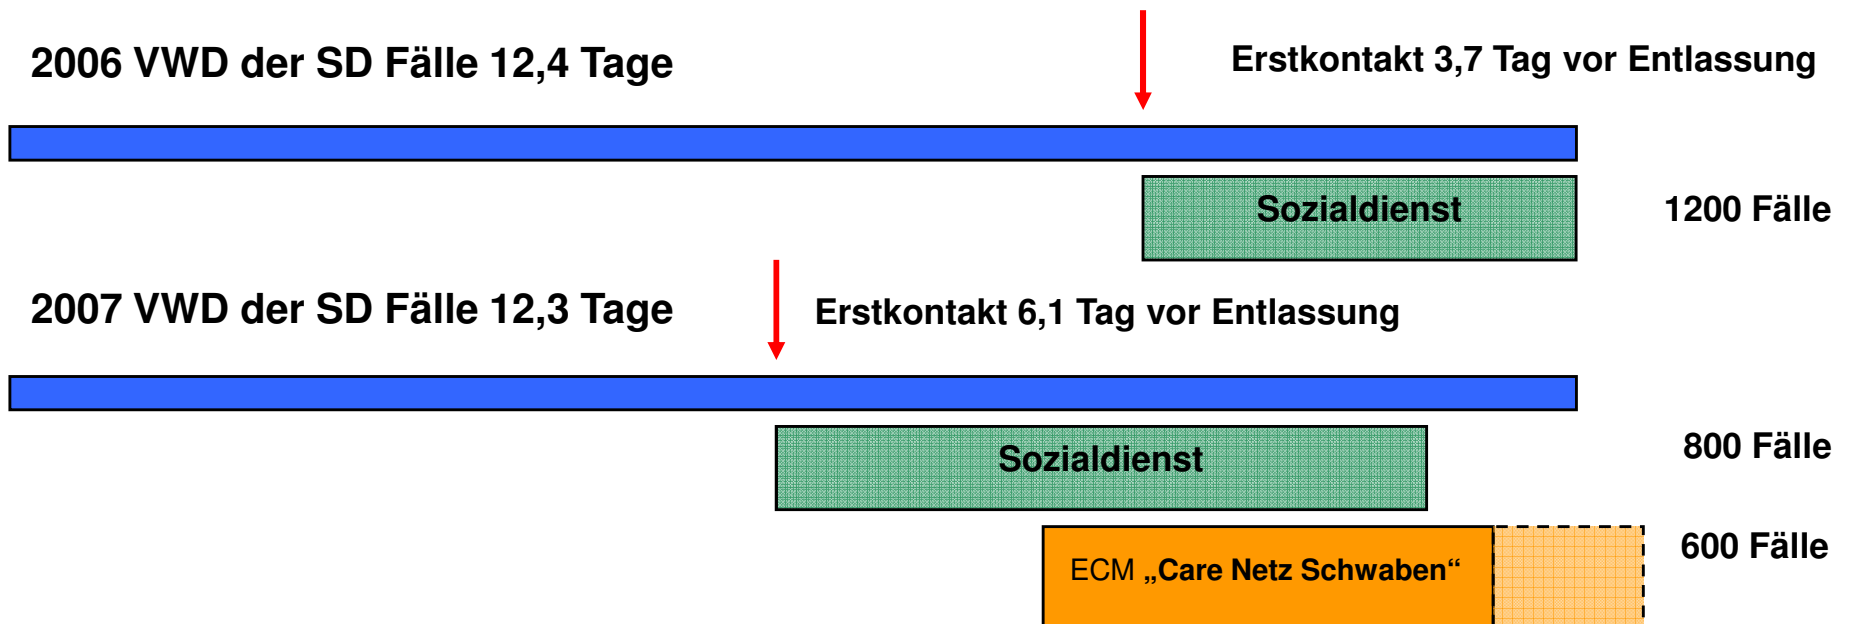 2006 VWD der SD Fälle 12,4 Tage
Erstkontakt 3,7 Tag vor Entlassung
Sozialdienst
1200 Fälle
2007 VWD der SD Fälle 12,3 Tage
Erstkontakt 6,1 Tag vor Entlassung
Sozialdienst
800 Fälle
ECM „Care Netz Schwaben“
600 Fälle